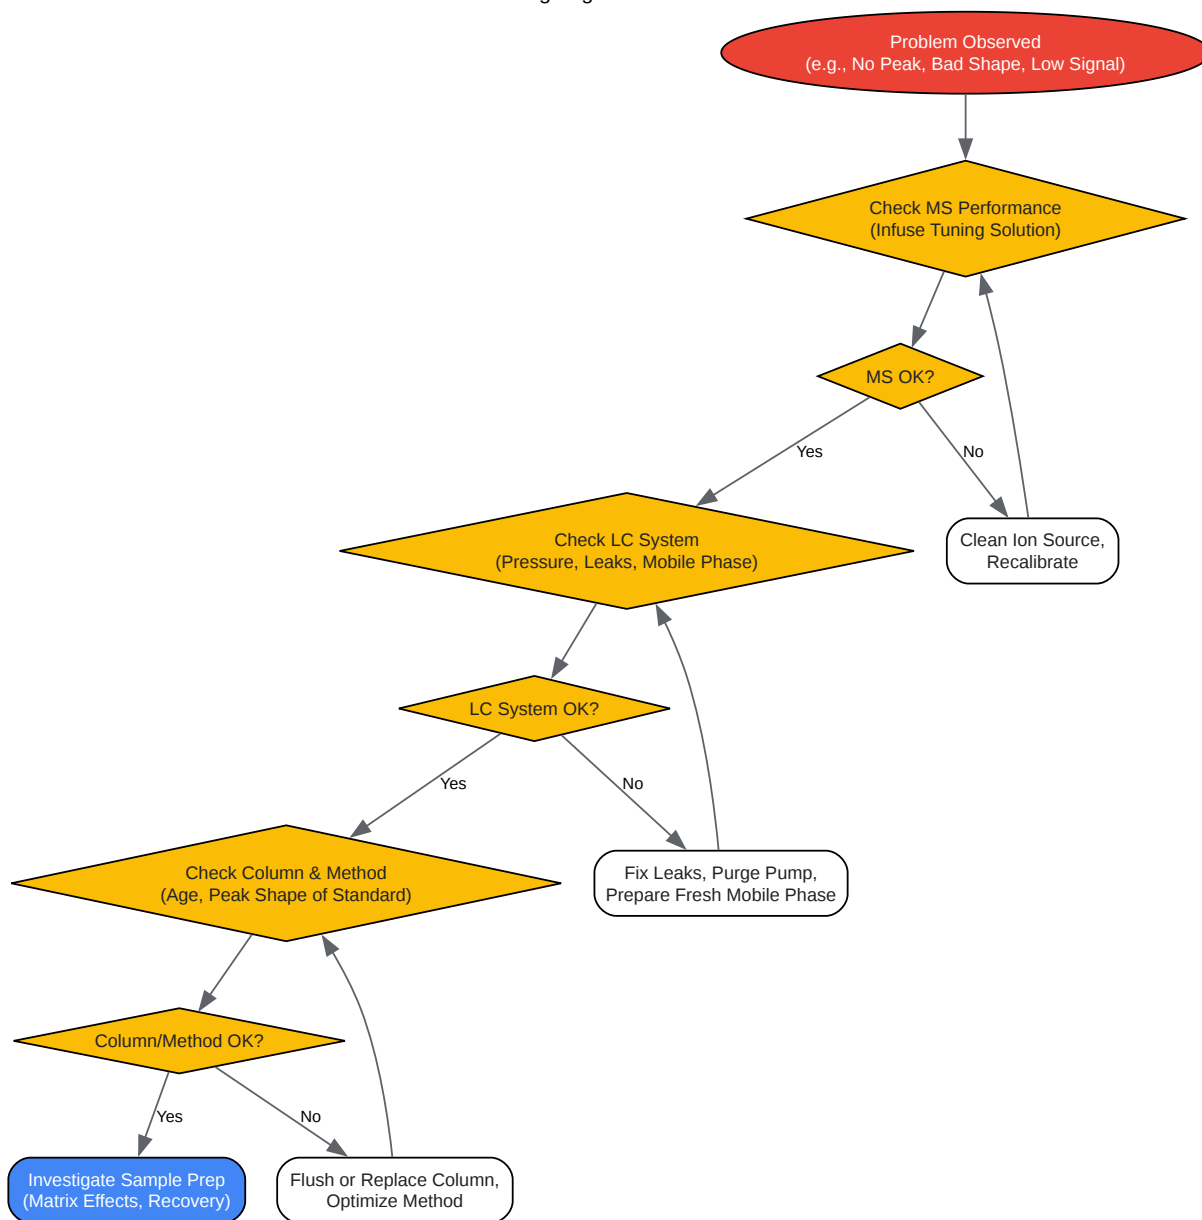 Problem Observed
(e.g., No Peak, Bad Shape, Low Signal)
Check MS Performance
(Infuse Tuning Solution)
MS OK?
Yes
No
Check LC System
(Pressure, Leaks, Mobile Phase)
Clean Ion Source,
Recalibrate
LC System OK?
Yes
No
Check Column & Method
(Age, Peak Shape of Standard)
Fix Leaks, Purge Pump,
Prepare Fresh Mobile Phase
Column/Method OK?
Yes
No
Investigate Sample Prep
(Matrix Effects, Recovery)
Flush or Replace Column,
Optimize Method